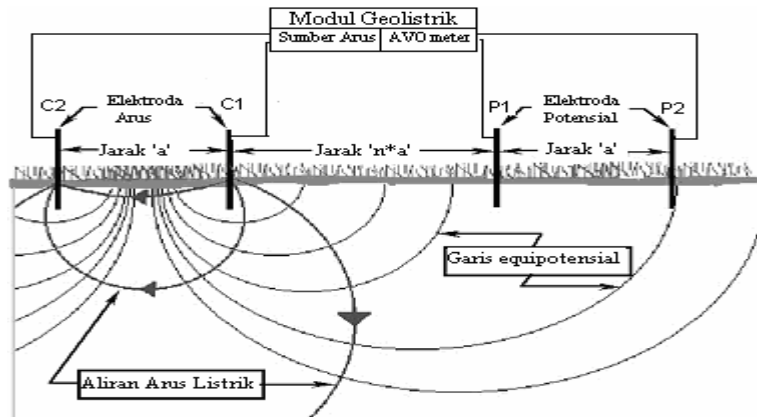 Modul Geolistrik
Sumber Arus AVO meter
C2 Elektroda C1 P1 Elektroda P2
Arus Potensial
Jarak 'a' Jarak 'n*a' Jarak 'a'
Garis equipotensial
Aliran Arus Listrik